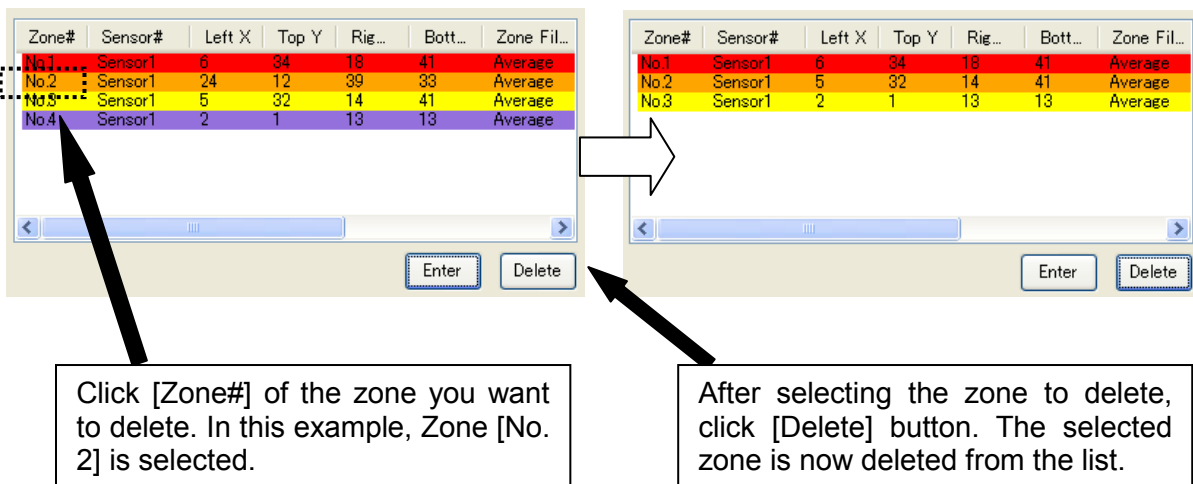 Zone# Sensor# Left X Top Y Rig... Bott... Zone Fil...
No.1 Sensor1 6 34 18 41 Average
No.2 Sensor1 24 12 39 33 Average
No.3 Sensor1 5 32 14 41 Average
No.4 Sensor1 2 1 13 13 Average
Enter Delete
Zone# Sensor# Left X Top Y Rig... Bott... Zone Fil...
No.1 Sensor1 6 34 18 41 Average
No.2 Sensor1 5 32 14 41 Average
No.3 Sensor1 2 1 13 13 Average
Enter Delete
Click [Zone#] of the zone you want
to delete. In this example, Zone [No.
2] is selected.
After selecting the zone to delete,
click [Delete] button. The selected
zone is now deleted from the list.